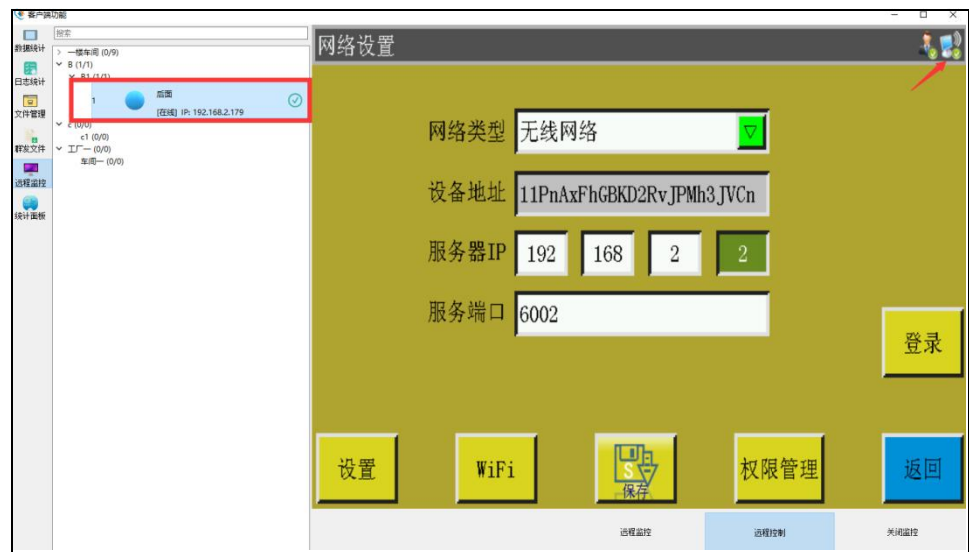 客户端功能
数据统计
日志统计
文件管理
群发文件
远程监控
统计面板
搜索
一楼车间 (0/9)
B (1/1)
B1 (1/1)
1
后面
[在线] IP: 192.168.2.179
c (0/0)
c1 (0/0)
工厂一 (0/0)
车间一 (0/0)
网络设置
网络类型 无线网络
设备地址 11PnAxFhGBKD2RvJPMh3JVCn
服务器IP 192 168 2 2
服务端口 6002
登录
设置 WiFi S 保存 权限管理 返回
远程监控 远程控制 关闭监控